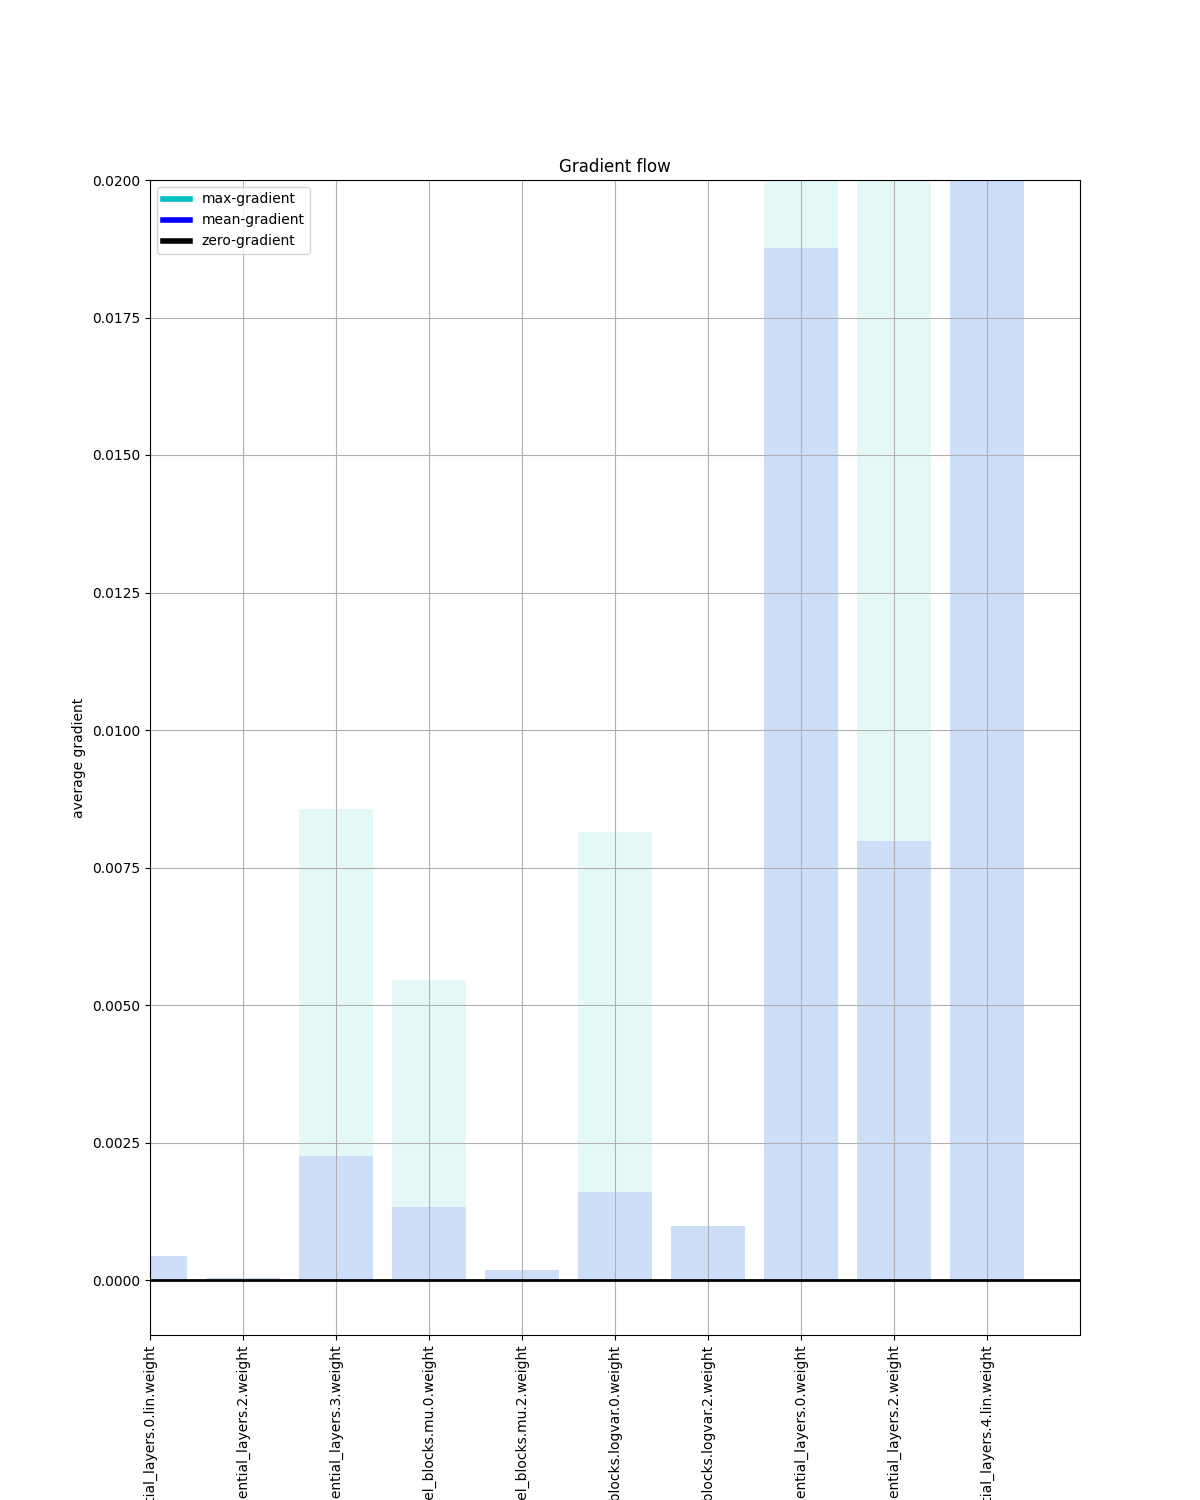 Gradient flow
max-gradient
mean-gradient
zero-gradient
average gradient
0.0200
0.0175
0.0150
0.0125
0.0100
0.0075
0.0050
0.0025
0.0000
tial_layers.0.lin.weight
ential_layers.2.weight
ential_layers.3.weight
el_blocks.mu.0.weight
el_blocks.mu.2.weight
blocks.logvar.0.weight
blocks.logvar.2.weight
ential_layers.0.weight
ential_layers.2.weight
tial_layers.4.lin.weight